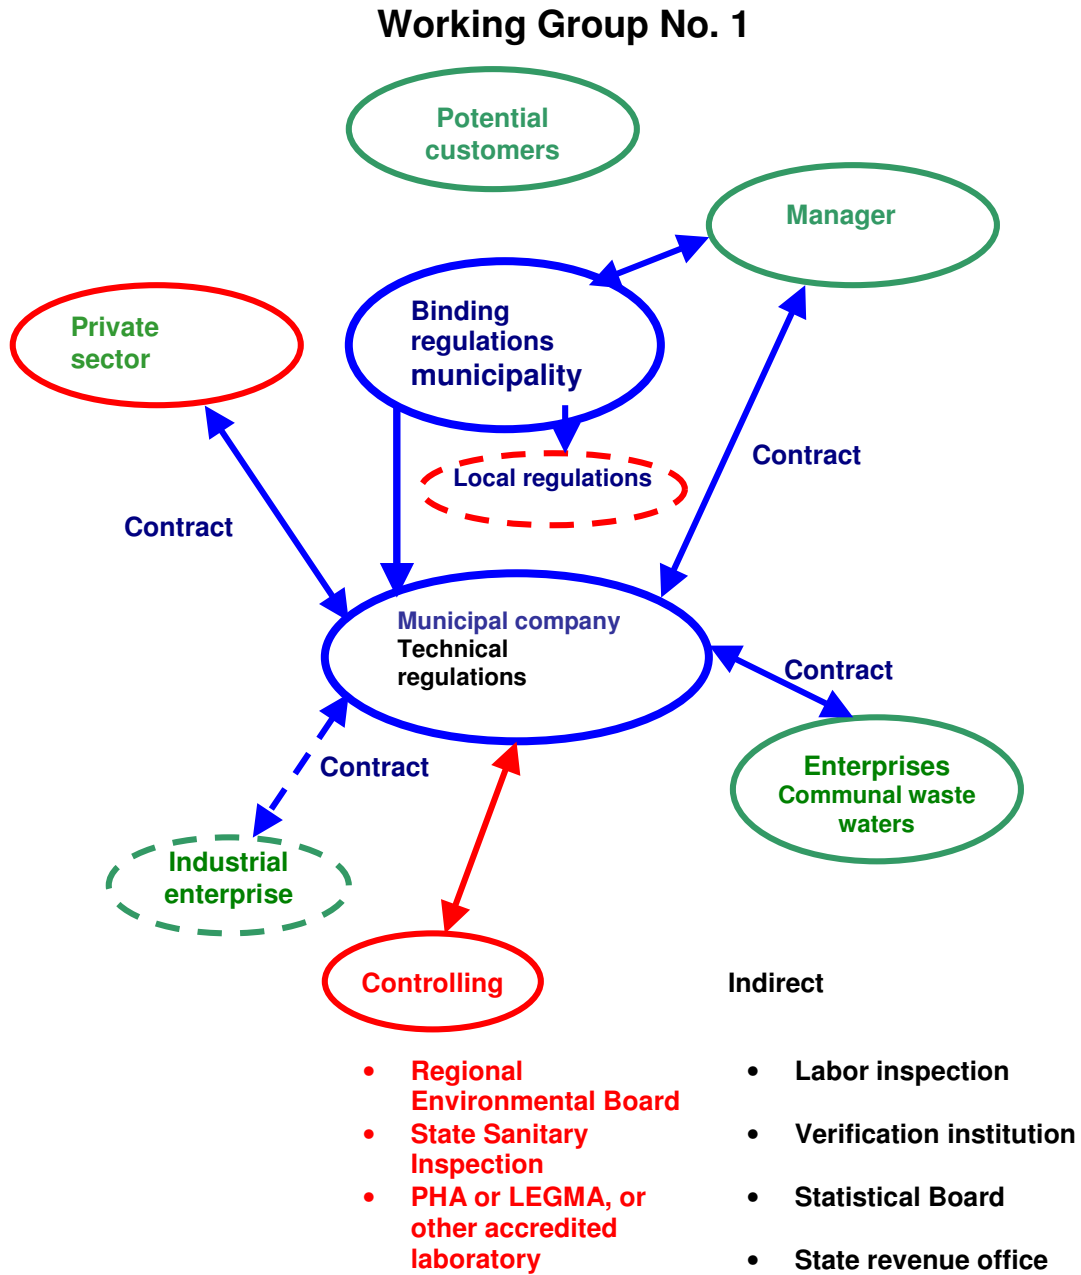 Working Group No. 1
Potential
customers
Manager
Binding
regulations
municipality
Private
sector
Contract
Local regulations
Contract
Municipal company
Technical
regulations
Contract
Contract
Enterprises
Communal waste
waters
Industrial
enterprise
Controlling
Indirect
• Regional
Environmental Board
• State Sanitary
Inspection
• PHA or LEGMA, or
other accredited
laboratory
• Labor inspection
• Verification institution
• Statistical Board
• State revenue office